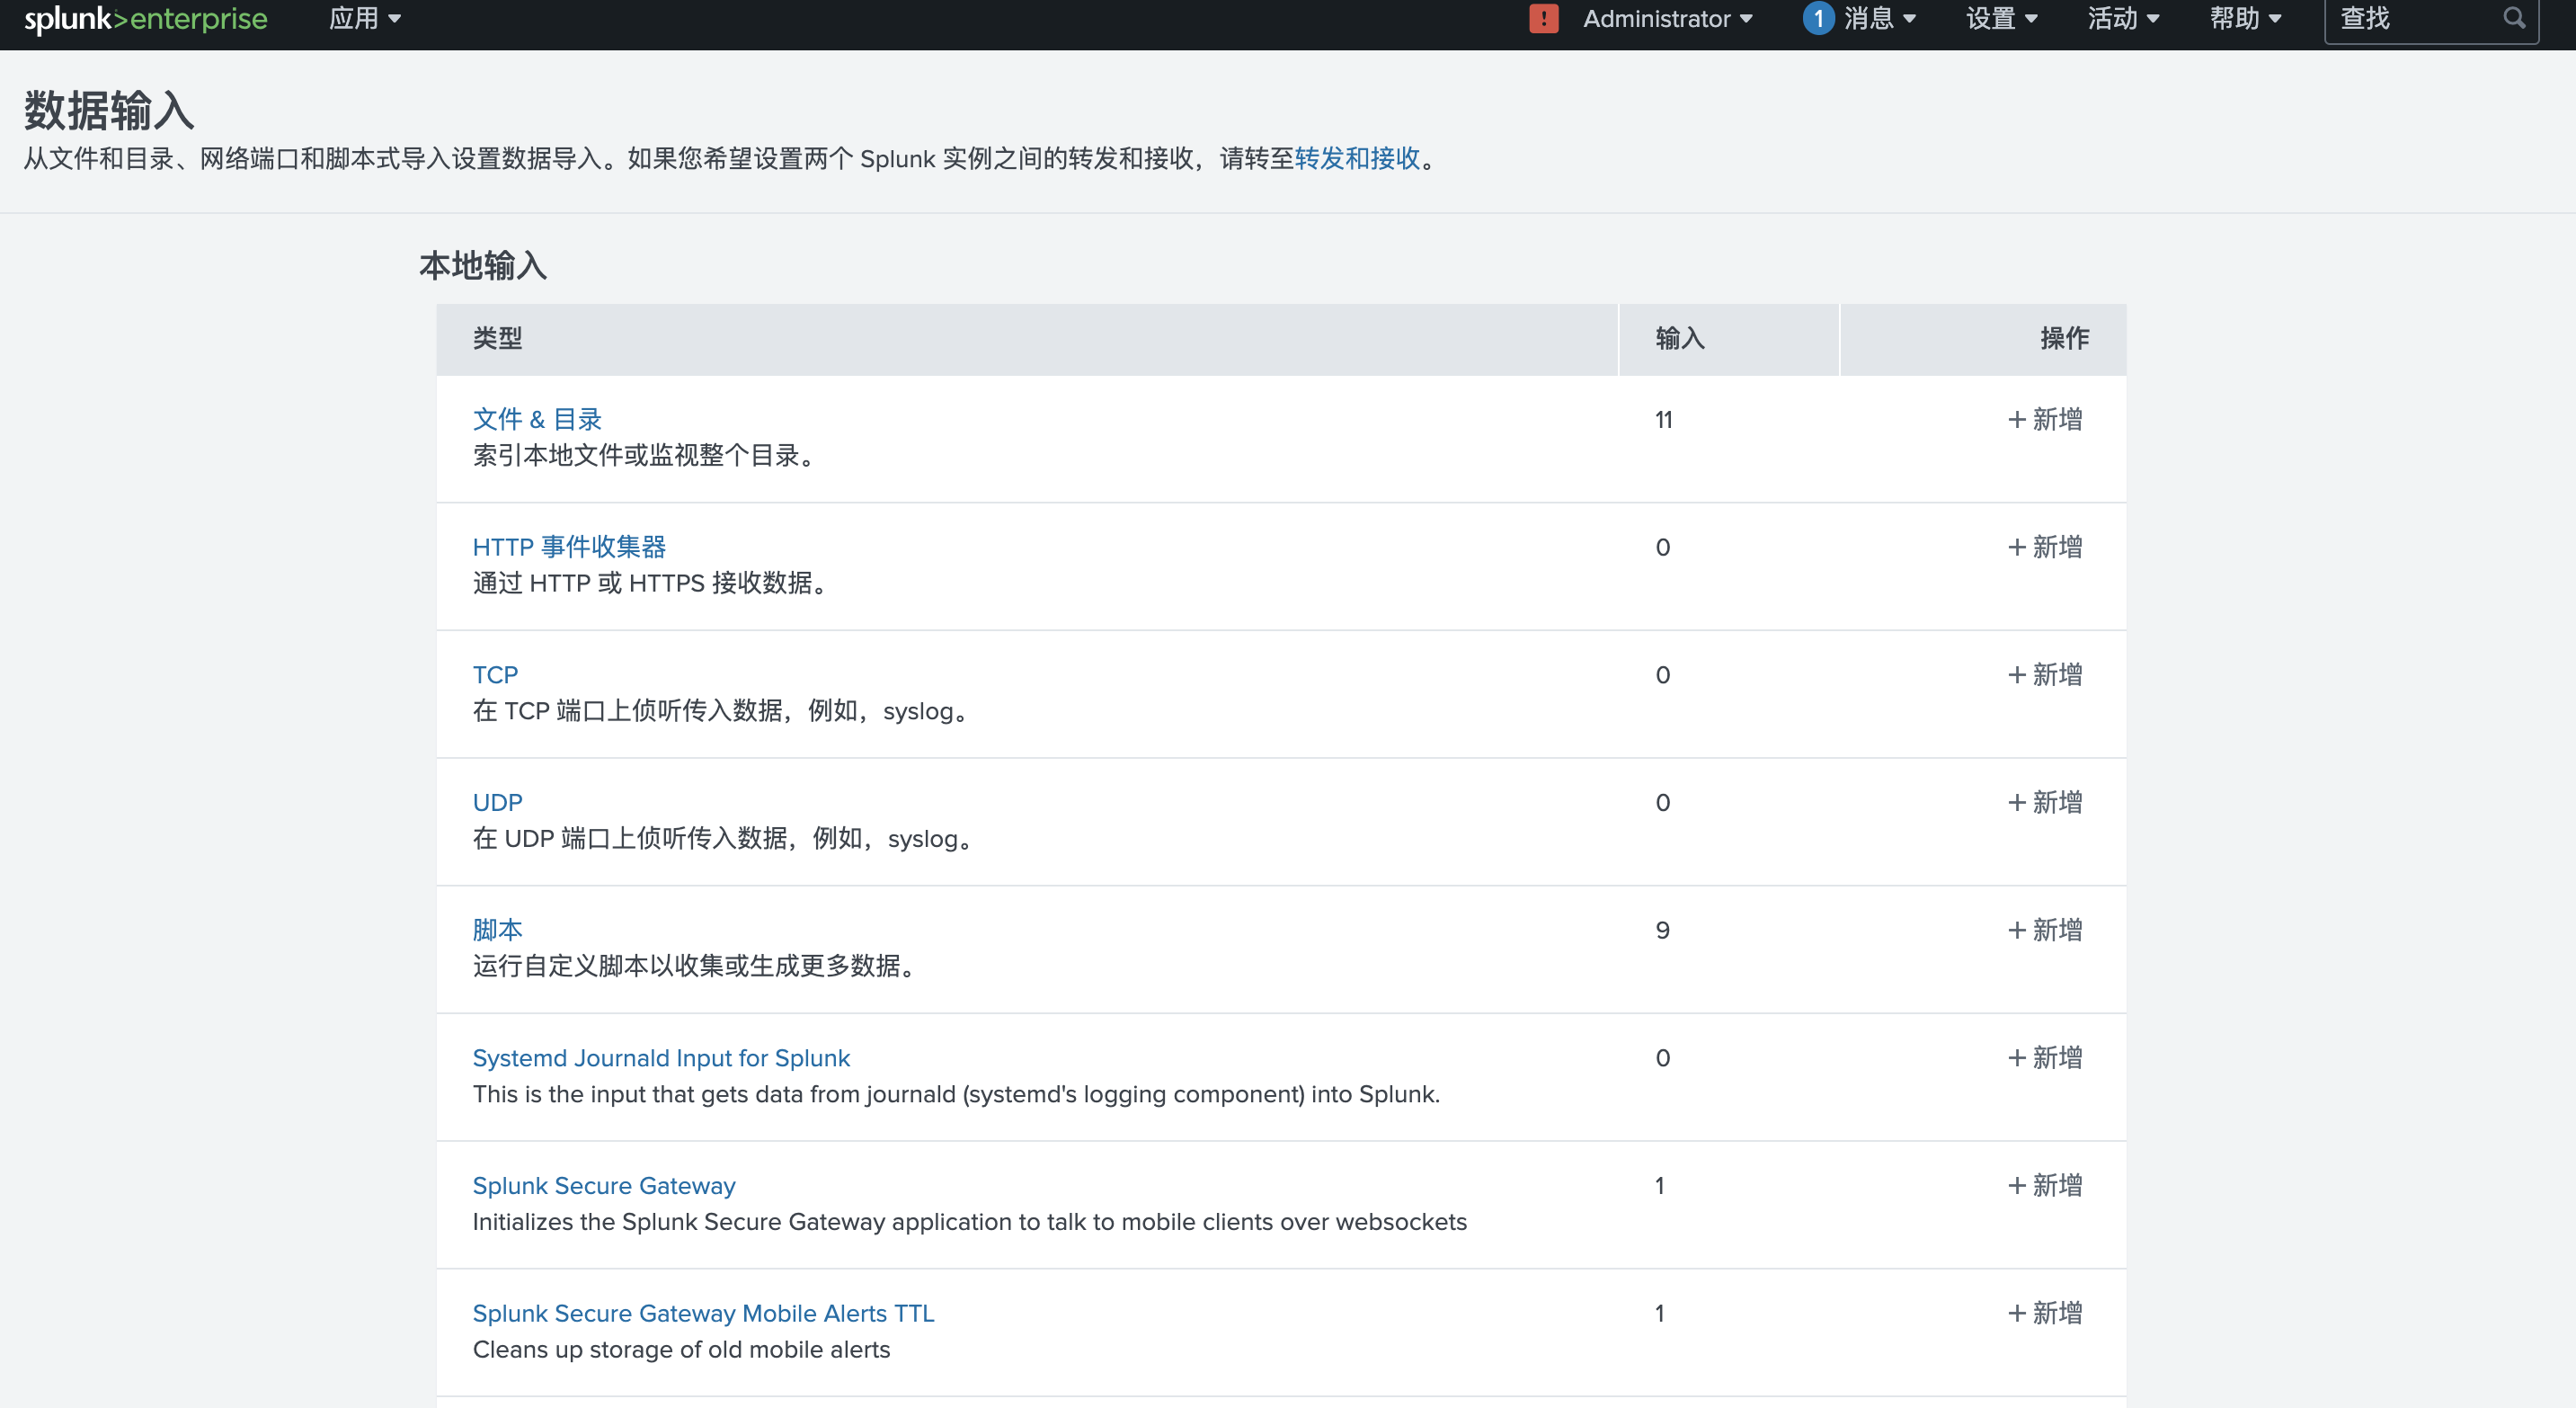 splunk>enterprise 应用 ! Administrator 1 消息 设置 活动 帮助 查找
数据输入
从文件和目录、网络端口和脚本式导入设置数据导入。如果您希望设置两个 Splunk 实例之间的转发和接收，请转至转发和接收。
本地输入
类型 输入 操作
文件 & 目录 11 + 新增
索引本地文件或监视整个目录。
HTTP 事件收集器 0 + 新增
通过 HTTP 或 HTTPS 接收数据。
TCP 0 + 新增
在 TCP 端口上侦听传入数据，例如，syslog。
UDP 0 + 新增
在 UDP 端口上侦听传入数据，例如，syslog。
脚本 9 + 新增
运行自定义脚本以收集或生成更多数据。
Systemd Journald Input for Splunk 0 + 新增
This is the input that gets data from journald (systemd's logging component) into Splunk.
Splunk Secure Gateway 1 + 新增
Initializes the Splunk Secure Gateway application to talk to mobile clients over websockets
Splunk Secure Gateway Mobile Alerts TTL 1 + 新增
Cleans up storage of old mobile alerts